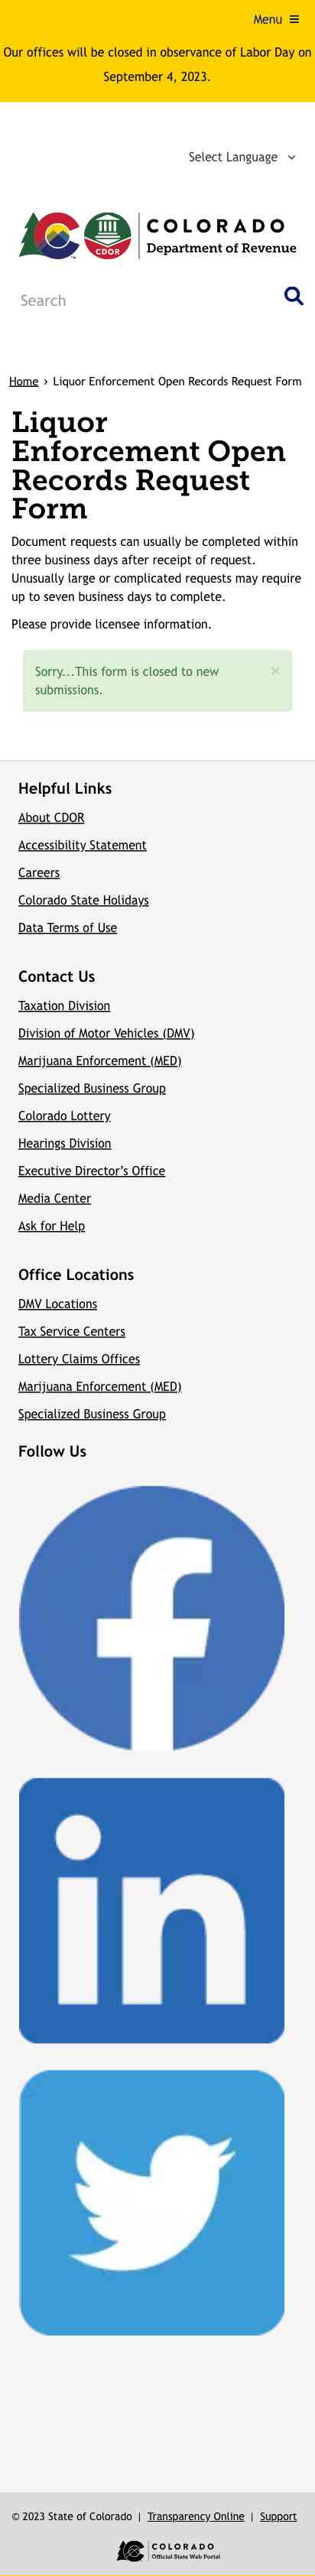 Menu
Our offices will be closed in observance of Labor Day on
September 4, 2023.
Select Language
CDOR
COLORADO
Department of Revenue
Search
Home > Liquor Enforcement Open Records Request Form
Liquor
Enforcement Open
Records Request
Form
Document requests can usually be completed within
three business days after receipt of request.
Unusually large or complicated requests may require
up to seven business days to complete.
Please provide licensee information.
Sorry...This form is closed to new
submissions.
×
Helpful Links
About CDOR
Accessibility Statement
Careers
Colorado State Holidays
Data Terms of Use
Contact Us
Taxation Division
Division of Motor Vehicles (DMV)
Marijuana Enforcement (MED)
Specialized Business Group
Colorado Lottery
Hearings Division
Executive Director's Office
Media Center
Ask for Help
Office Locations
DMV Locations
Tax Service Centers
Lottery Claims Offices
Marijuana Enforcement (MED)
Specialized Business Group
Follow Us
f
in
© 2023 State of Colorado | Transparency Online | Support
COLORADO
Official State Web Portal